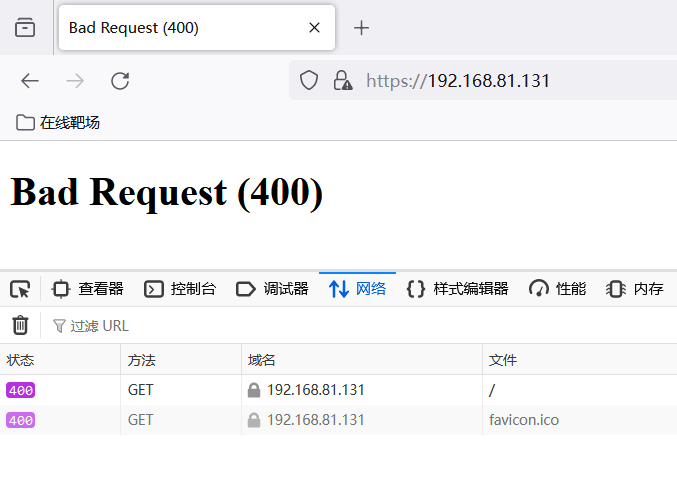 Bad Request (400)
https://192.168.81.131
在线靶场
Bad Request (400)
查看器 控制台 调试器 网络 样式编辑器 性能 内存
过滤 URL
状态 方法 域名 文件
400 GET 192.168.81.131 /
400 GET 192.168.81.131 favicon.ico